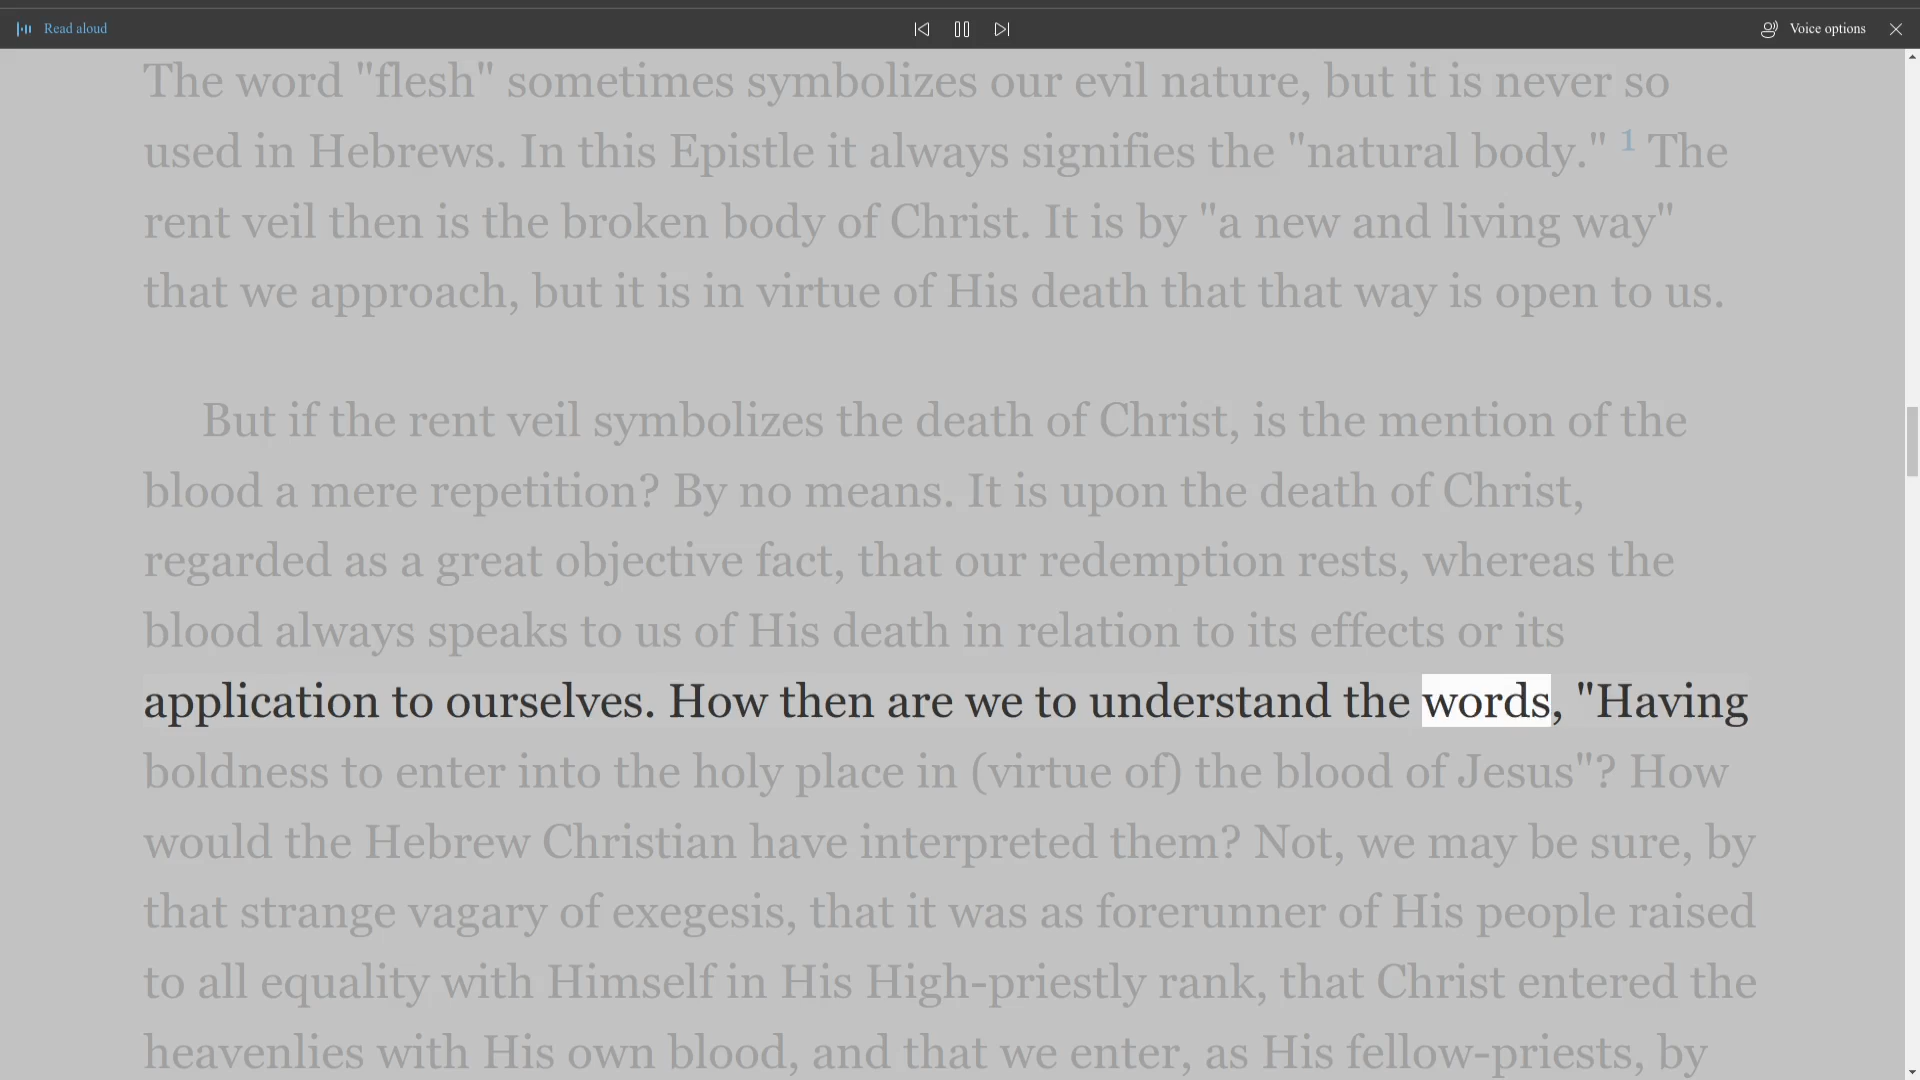 Read aloud
Voice options
The word "flesh" sometimes symbolizes our evil nature, but it is never so
used in Hebrews. In this Epistle it always signifies the "natural body." 1 The
rent veil then is the broken body of Christ. It is by "a new and living way"
that we approach, but it is in virtue of His death that that way is open to us.
But if the rent veil symbolizes the death of Christ, is the mention of the
blood a mere repetition? By no means. It is upon the death of Christ,
regarded as a great objective fact, that our redemption rests, whereas the
blood always speaks to us of His death in relation to its effects or its
application to ourselves. How then are we to understand the words, "Having
boldness to enter into the holy place in (virtue of) the blood of Jesus"? How
would the Hebrew Christian have interpreted them? Not, we may be sure, by
that strange vagary of exegesis, that it was as forerunner of His people raised
to all equality with Himself in His High-priestly rank, that Christ entered the
heavenlies with His own blood, and that we enter, as His fellow-priests, by